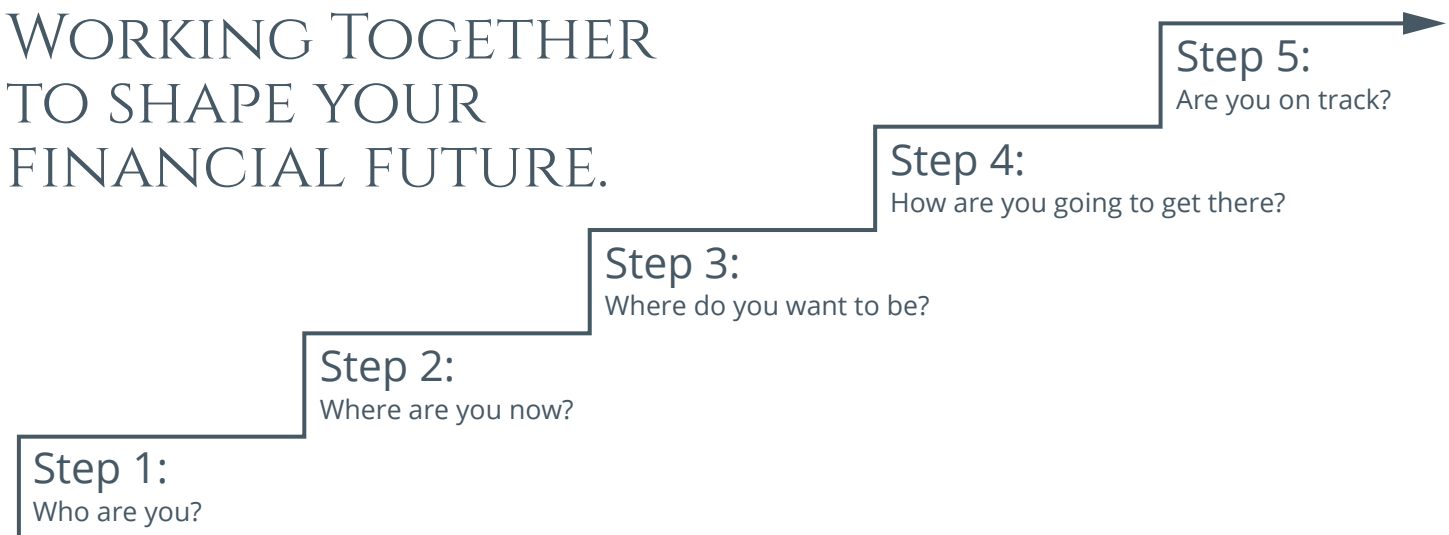 Working Together
to shape your
financial future.
Step 5:
Are you on track?
Step 4:
How are you going to get there?
Step 3:
Where do you want to be?
Step 2:
Where are you now?
Step 1:
Who are you?